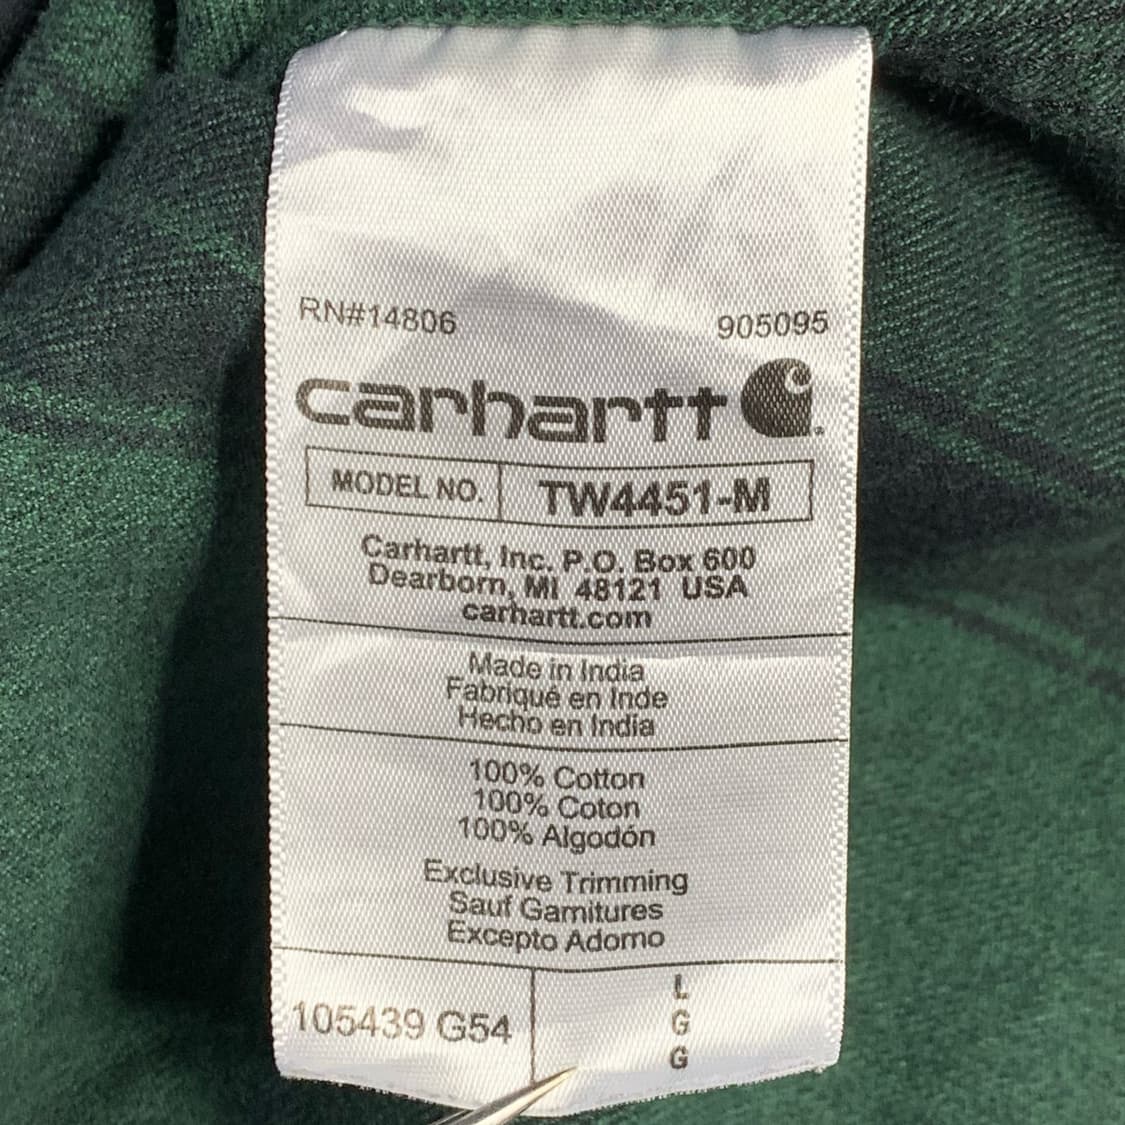 RN#14806 905095
carhartt
MODEL NO. TW4451-M
Carhartt, Inc. P.O. Box 600
Dearborn, MI 48121 USA
carhartt.com
Made in India
Fabriqué en Inde
Hecho en India
100% Cotton
100% Coton
100% Algodón
Exclusive Trimming
Sauf Garnitures
Excepto Adorno
105439 G54
L
G
G